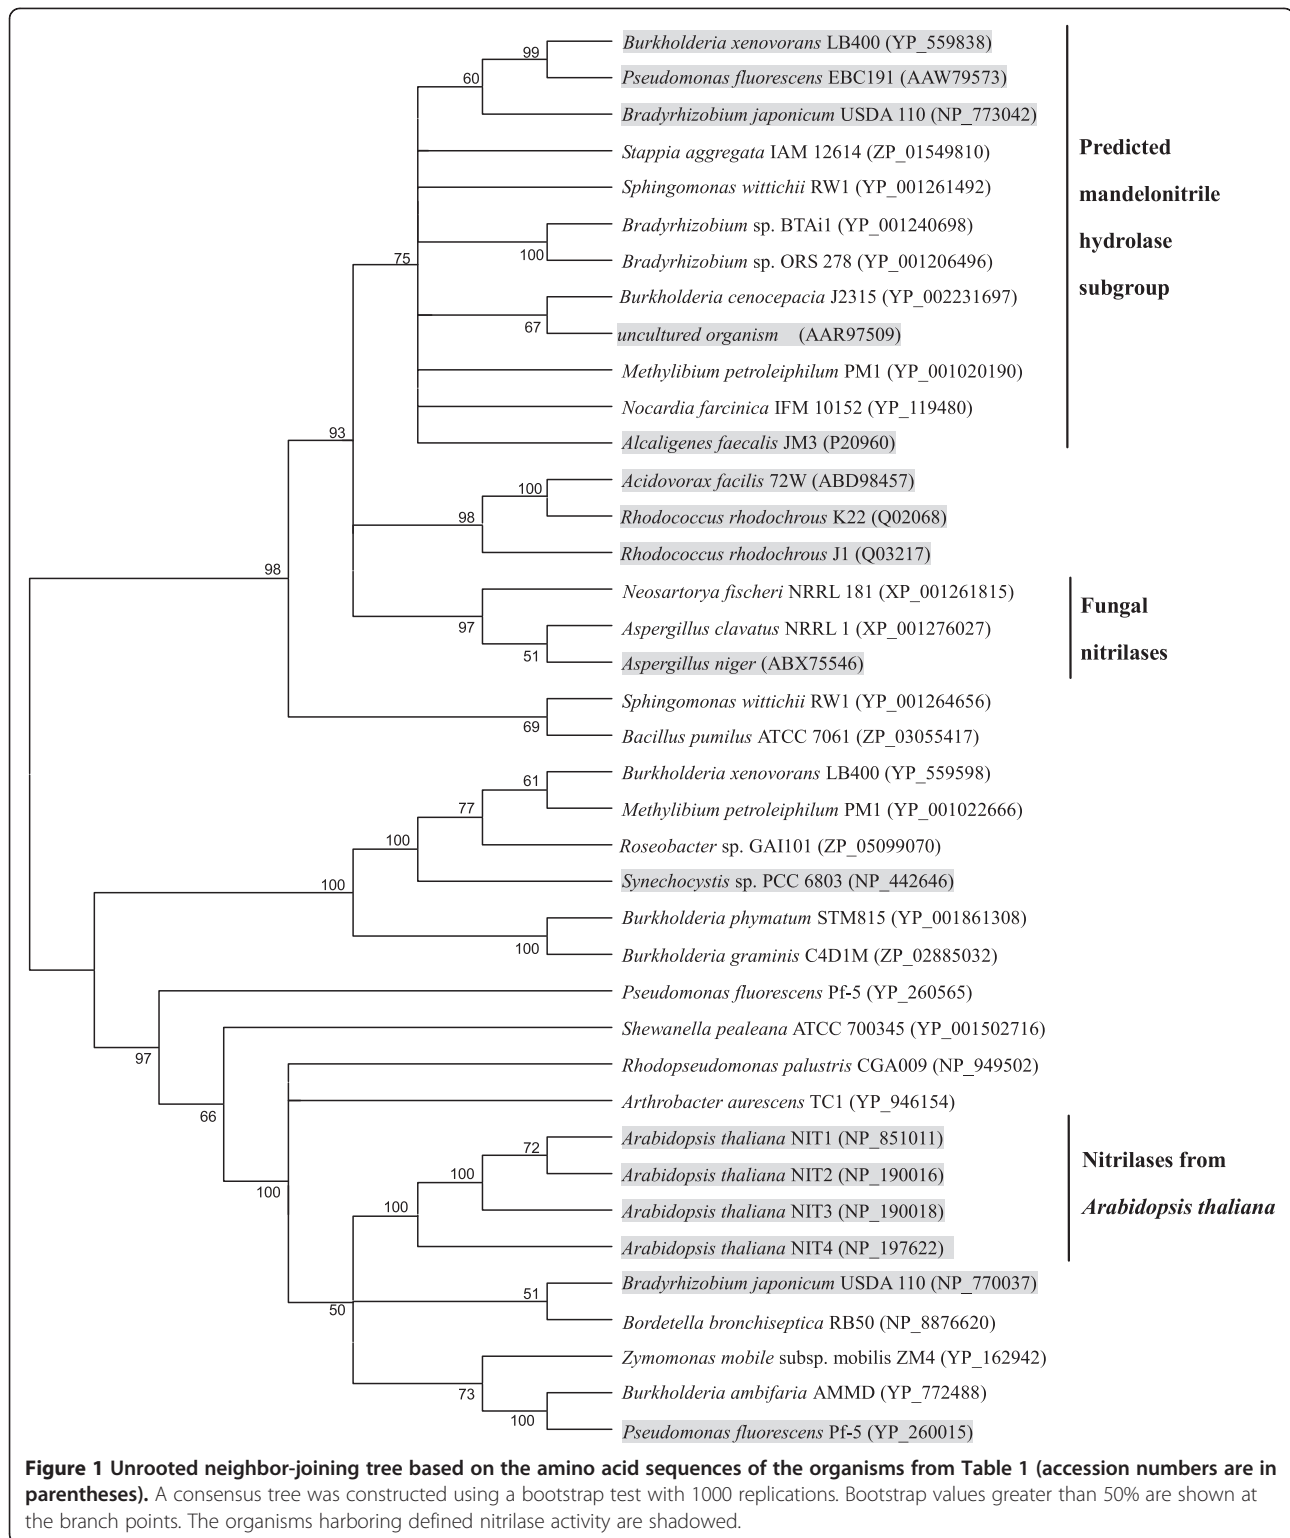 Burkholderia xenovorans LB400 (YP_559838)
99
Pseudomonas fluorescens EBC191 (AAW79573)
60
Bradyrhizobium japonicum USDA 110 (NP_773042)
Stappia aggregata IAM 12614 (ZP_01549810)
Sphingomonas wittichii RW1 (YP_001261492)
Bradyrhizobium sp. BTAi1 (YP_001240698)
100
Bradyrhizobium sp. ORS 278 (YP_001206496)
75
Burkholderia cenocepacia J2315 (YP_002231697)
67
uncultured organism (AAR97509)
Methylibium petroleiphilum PM1 (YP_001020190)
Nocardia farcinica IFM 10152 (YP_119480)
Alcaligenes faecalis JM3 (P20960)
Predicted
mandelonitrile
hydrolase
subgroup
93
Acidovorax facilis 72W (ABD98457)
100
Rhodococcus rhodochrous K22 (Q02068)
98
Rhodococcus rhodochrous J1 (Q03217)
98
Neosartorya fischeri NRRL 181 (XP_001261815)
97
Aspergillus clavatus NRRL 1 (XP_001276027)
51
Aspergillus niger (ABX75546)
Fungal
nitrilases
Sphingomonas wittichii RW1 (YP_001264656)
69
Bacillus pumilus ATCC 7061 (ZP_03055417)
Burkholderia xenovorans LB400 (YP_559598)
61
Methylibium petroleiphilum PM1 (YP_001022666)
77
Roseobacter sp. GAI101 (ZP_05099070)
100
Synechocystis sp. PCC 6803 (NP_442646)
100
Burkholderia phymatum STM815 (YP_001861308)
100
Burkholderia graminis C4D1M (ZP_02885032)
Pseudomonas fluorescens Pf-5 (YP_260565)
97
Shewanella pealeana ATCC 700345 (YP_001502716)
66
Rhodopseudomonas palustris CGA009 (NP_949502)
Arthrobacter aurescens TC1 (YP_946154)
100
Arabidopsis thaliana NIT1 (NP_851011)
72
Arabidopsis thaliana NIT2 (NP_190016)
100
Arabidopsis thaliana NIT3 (NP_190018)
100
Arabidopsis thaliana NIT4 (NP_197622)
Nitrilases from
Arabidopsis thaliana
50
Bradyrhizobium japonicum USDA 110 (NP_770037)
51
Bordetella bronchiseptica RB50 (NP_8876620)
Zymomonas mobile subsp. mobilis ZM4 (YP_162942)
73
Burkholderia ambifaria AMMD (YP_772488)
100
Pseudomonas fluorescens Pf-5 (YP_260015)
Figure 1 Unrooted neighbor-joining tree based on the amino acid sequences of the organisms from Table 1 (accession numbers are in
parentheses). A consensus tree was constructed using a bootstrap test with 1000 replications. Bootstrap values greater than 50% are shown at
the branch points. The organisms harboring defined nitrilase activity are shadowed.